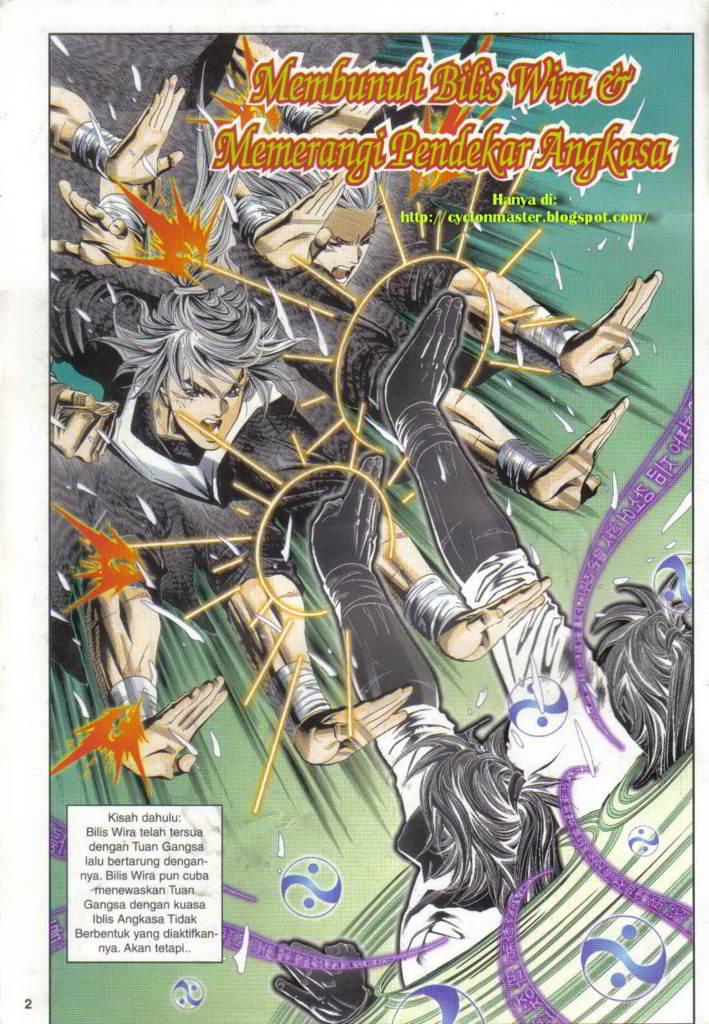 Membunuh Bilis Wira &
Memerangi Pendekar Angkasa
Hanya di:
http://cyclonmaster.blogspot.com/
Kisah dahulu:
Bilis Wira telah tersua
dengan Tuan Gangsa
lalu bertarung dengan-
nya. Bilis Wira pun cuba
menewaskan Tuan
Gangsa dengan kuasa
Iblis Angkasa Tidak
Berbentuk yang diaktifkan-
nya. Akan tetapi..
2